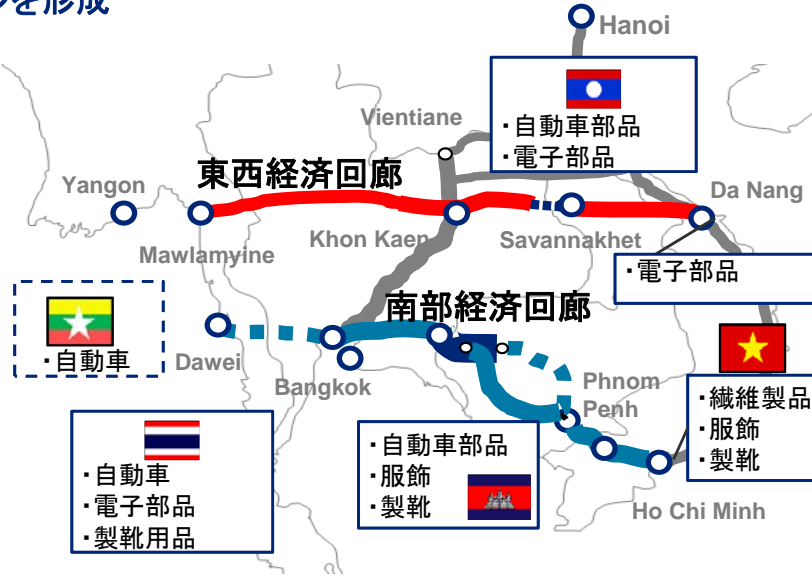 を形成
Hanoi
Vientiane
・自動車部品
・電子部品
東西経済回廊
Yangon
Da Nang
Mawlamyine
Khon Kaen
Savannakhet
・電子部品
南部経済回廊
・自動車
Dawei
Bangkok
Phnom
Penh
・繊維製品
・服飾
・製靴
・自動車
・電子部品
・製靴用品
・自動車部品
・服飾
・製靴
Ho Chi Minh